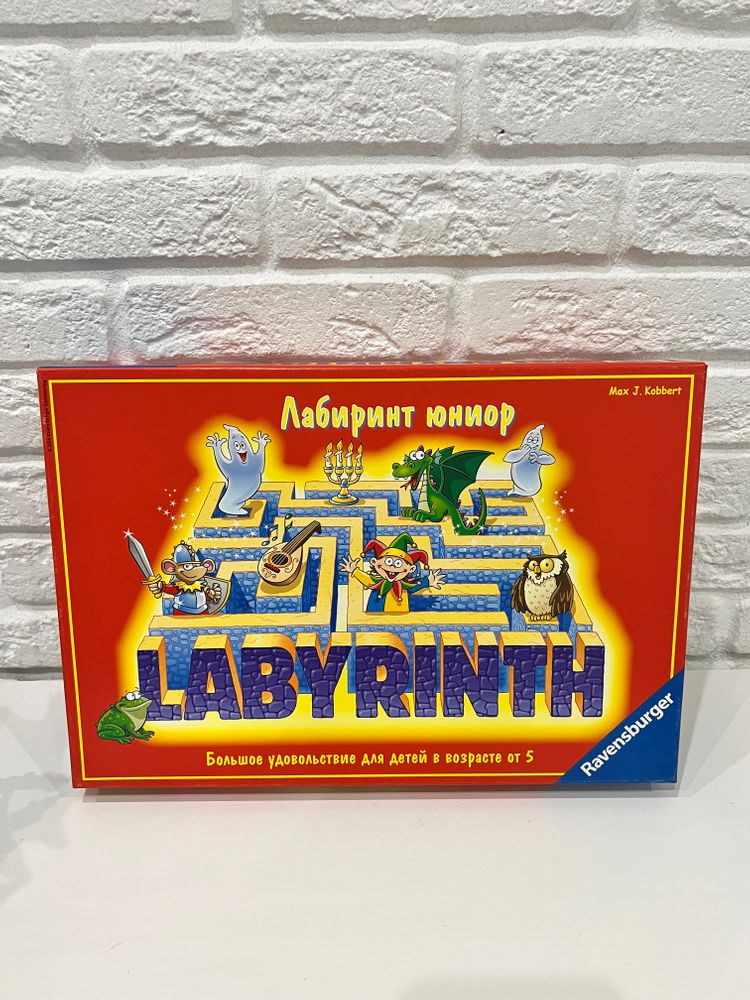 Max J. Kobbert
Лабиринт юниор
LABYRINTH
Большое удовольствие для детей в возрасте от 5
Ravensburger